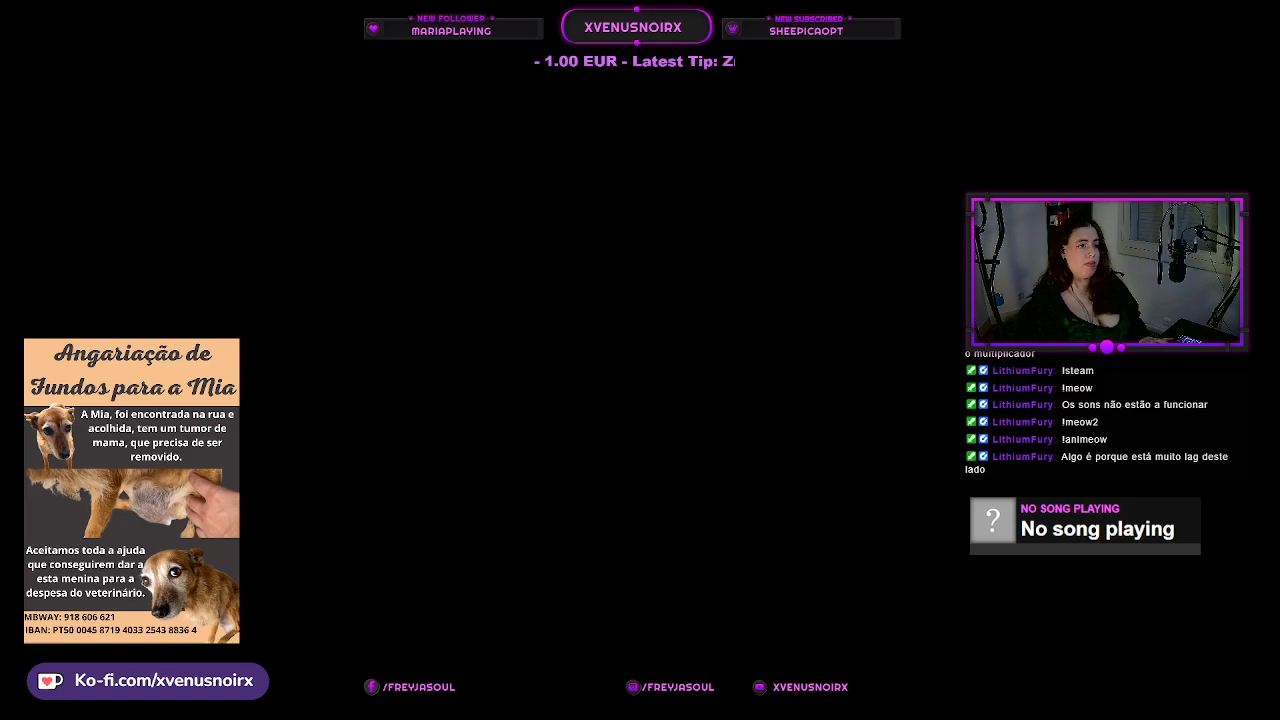 NEW FOLLOWER
MARIAPLAYING
XVENUSNOIRX
NEW SUBSCRIBED
SHEEPICAOPT
- 1.00 EUR - Latest Tip:
o multiplicador
LithiumFury: !steam
LithiumFury: !meow
LithiumFury: Os sons não estão a funcionar
LithiumFury: !meow2
LithiumFury: !animeow
LithiumFury: Algo é porque está muito lag deste
lado
?
NO SONG PLAYING
No song playing
Angariação de
Fundos para a Mia
A Mia, foi encontrada na rua e
acolhida, tem um tumor de
mama, que precisa de ser
removido.
Aceitamos toda a ajuda
que conseguirem dar a
esta menina para a
despesa do veterinário.
MBWAY: 918 606 621
IBAN: PT50 0045 8719 4033 2543 8836 4
Ko-fi.com/xvenusnoirx
/FREYJASOUL
/FREYJASOUL
XVENUSNOIRX